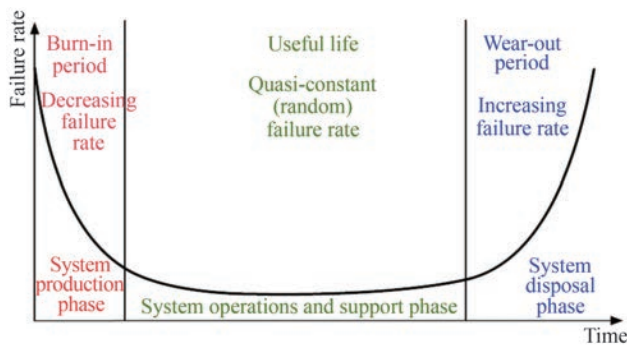 Failure rate
Burn-in
period
Decreasing
failure
rate
System
production
phase
Useful life
Quasi-constant
(random)
failure rate
System operations and support phase
Wear-out
period
Increasing
failure rate
System
disposal
phase
Time